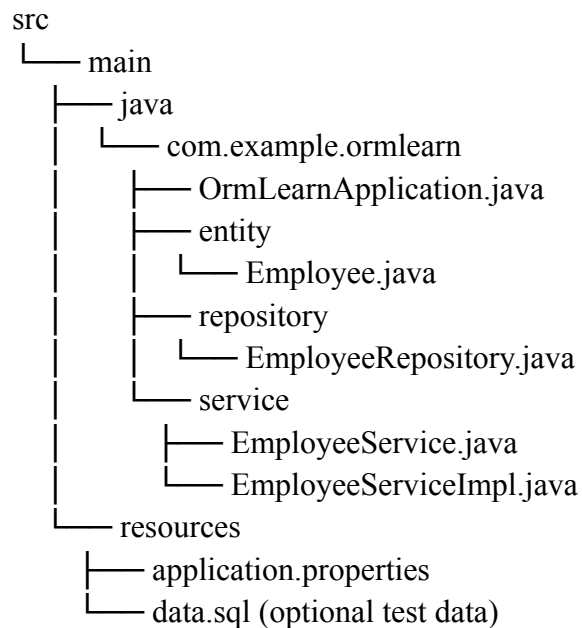 src
└── main
├── java
│ └── com.example.ormlearn
│ ├── OrmLearnApplication.java
│ ├── entity
│ │ └── Employee.java
│ ├── repository
│ │ └── EmployeeRepository.java
│ └── service
│ ├── EmployeeService.java
│ └── EmployeeServiceImpl.java
└── resources
├── application.properties
└── data.sql (optional test data)